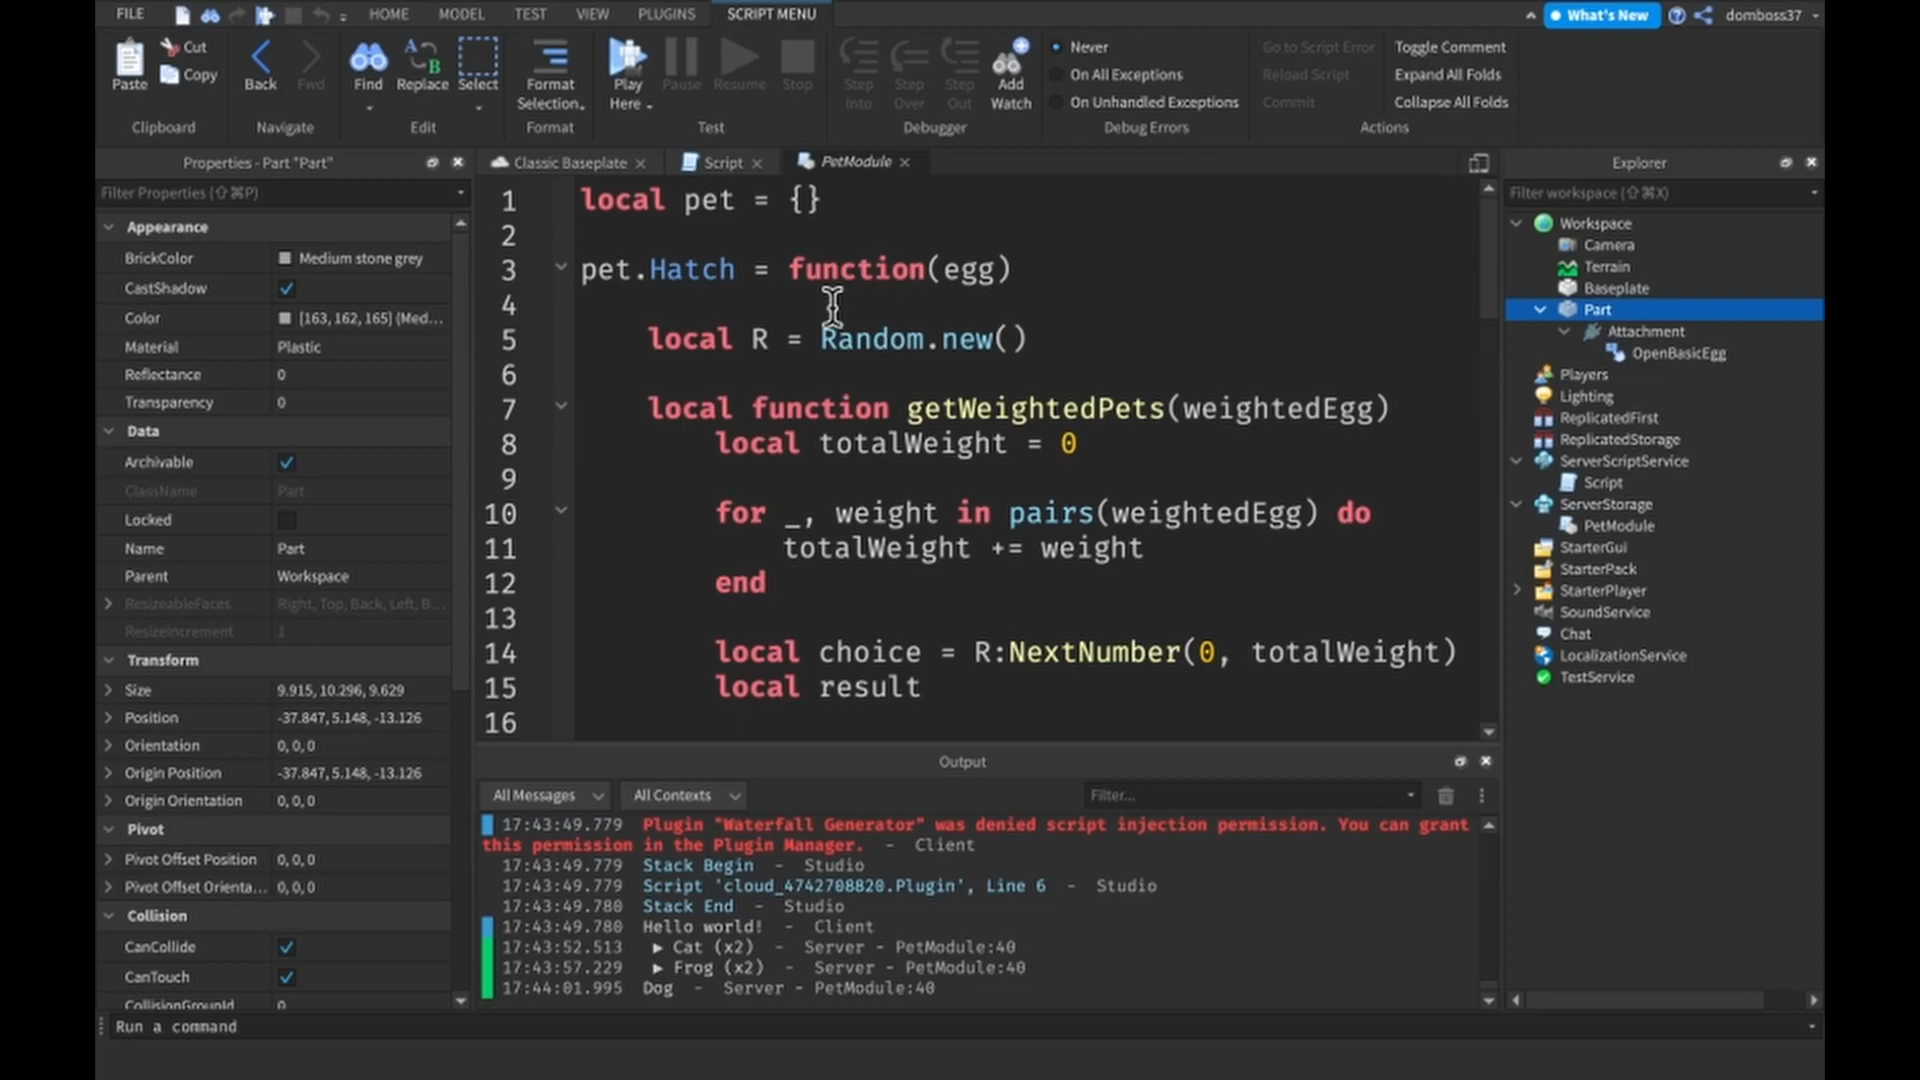 FILE HOME MODEL TEST VIEW PLUGINS SCRIPT MENU What's New domboss37
Paste Cut Copy Back Fwd Find Replace Select Format Selection Play Here Pause Resume Stop Step Into Step Over Step Out Add Watch
Never
On All Exceptions
On Unhandled Exceptions
Go to Script Error
Reload Script
Commit
Toggle Comment
Expand All Folds
Collapse All Folds
Clipboard Navigate Edit Format Test Debugger Debug Errors Actions
Properties - Part "Part"
Filter Properties (⇧⌘P)
Appearance
BrickColor Medium stone grey
CastShadow
Color [163, 162, 165] (Med...
Material Plastic
Reflectance 0
Transparency 0
Data
Archivable
ClassName Part
Locked
Name Part
Parent Workspace
ResizeableFaces Right, Top, Back, Left, B...
ResizeIncrement 1
Transform
Size 9.915, 10.296, 9.629
Position -37.847, 5.148, -13.126
Orientation 0, 0, 0
Origin Position -37.847, 5.148, -13.126
Origin Orientation 0, 0, 0
Pivot
Pivot Offset Position 0, 0, 0
Pivot Offset Orienta... 0, 0, 0
Collision
CanCollide
CanTouch
CollisionGroupId 0
Classic Baseplate Script PetModule
1 local pet = {}
2
3 pet.Hatch = function(egg)
4
5 local R = Random.new()
6
7 local function getWeightedPets(weightedEgg)
8 local totalWeight = 0
9
10 for _, weight in pairs(weightedEgg) do
11 totalWeight += weight
12 end
13
14 local choice = R:NextNumber(0, totalWeight)
15 local result
16
Output
All Messages All Contexts Filter...
17:43:49.779 Plugin "Waterfall Generator" was denied script injection permission. You can grant
this permission in the Plugin Manager. - Client
17:43:49.779 Stack Begin - Studio
17:43:49.779 Script 'cloud_4742708820.Plugin', Line 6 - Studio
17:43:49.780 Stack End - Studio
17:43:49.780 Hello world! - Client
17:43:52.513 ▶ Cat (x2) - Server - PetModule:40
17:43:57.229 ▶ Frog (x2) - Server - PetModule:40
17:44:01.995 Dog - Server - PetModule:40
Explorer
Filter workspace (⇧⌘X)
Workspace
Camera
Terrain
Baseplate
Part
Attachment
OpenBasicEgg
Players
Lighting
ReplicatedFirst
ReplicatedStorage
ServerScriptService
Script
ServerStorage
PetModule
StarterGui
StarterPack
StarterPlayer
SoundService
Chat
LocalizationService
TestService
Run a command